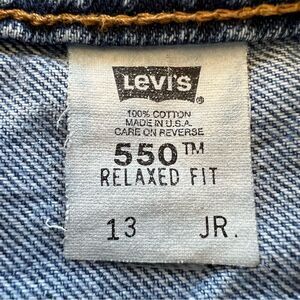 LEVI'S ®
100% COTTON
MADE IN U.S.A.
CARE ON REVERSE
550™
RELAXED FIT
13 JR.